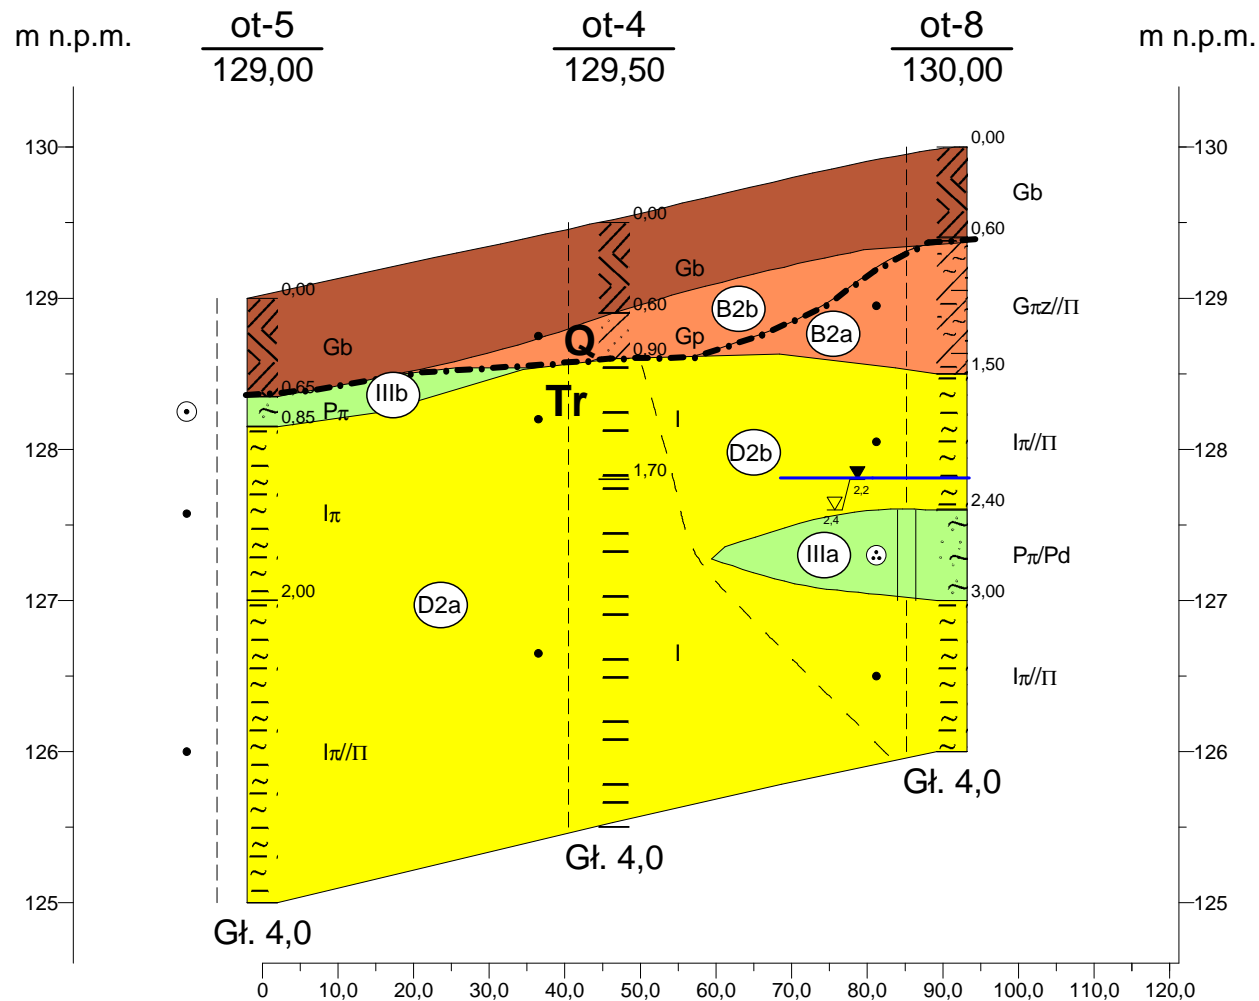 m n.p.m.
ot-5
129,00
ot-4
129,50
ot-8
130,00
m n.p.m.
130
130
0,00
Gb
0,00
0,60
Gb
129
0,00
B2b
0,60
Gπz//Π
129
B2a
Gb
Q
Gp
0,90
1,50
0,65
IIIb
Tr
0,85
Pπ
I
128
D2b
Iπ//Π
128
1,70
2,2
2,40
Iπ
2,4
IIIa
Pπ/Pd
127
2,00
3,00
127
D2a
I
Iπ//Π
126
Iπ//Π
126
Gł. 4,0
Gł. 4,0
125
125
Gł. 4,0
0
10,0
20,0
30,0
40,0
50,0
60,0
70,0
80,0
90,0
100,0
110,0
120,0